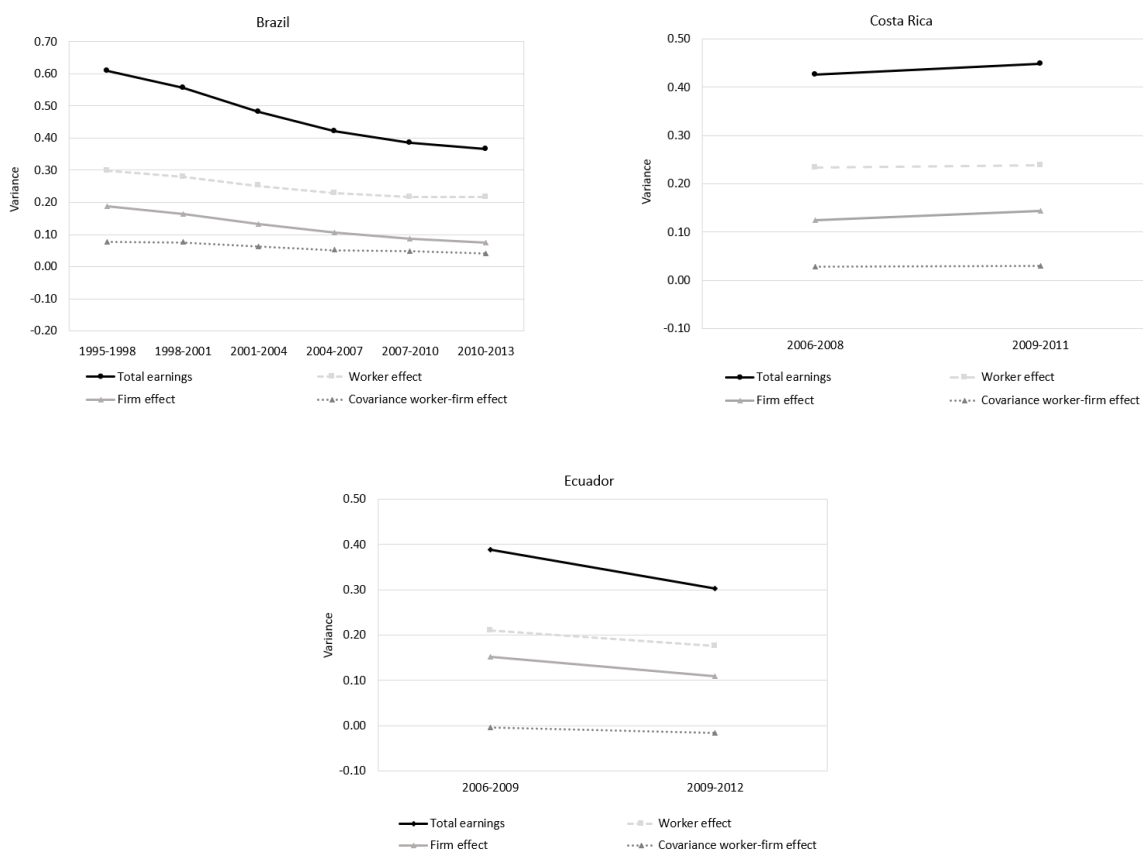 Brazil
0.70
0.60
0.50
0.40
0.30
0.20
0.10
0.00
-0.10
-0.20
Variance
1995-1998 1998-2001 2001-2004 2004-2007 2007-2010 2010-2013
Total earnings Worker effect
Firm effect Covariance worker-firm effect
Costa Rica
0.50
0.40
0.30
0.20
0.10
0.00
-0.10
Variance
2006-2008 2009-2011
Total earnings Worker effect
Firm effect Covariance worker-firm effect
Ecuador
0.50
0.40
0.30
0.20
0.10
0.00
-0.10
Variance
2006-2009 2009-2012
Total earnings Worker effect
Firm effect Covariance worker-firm effect